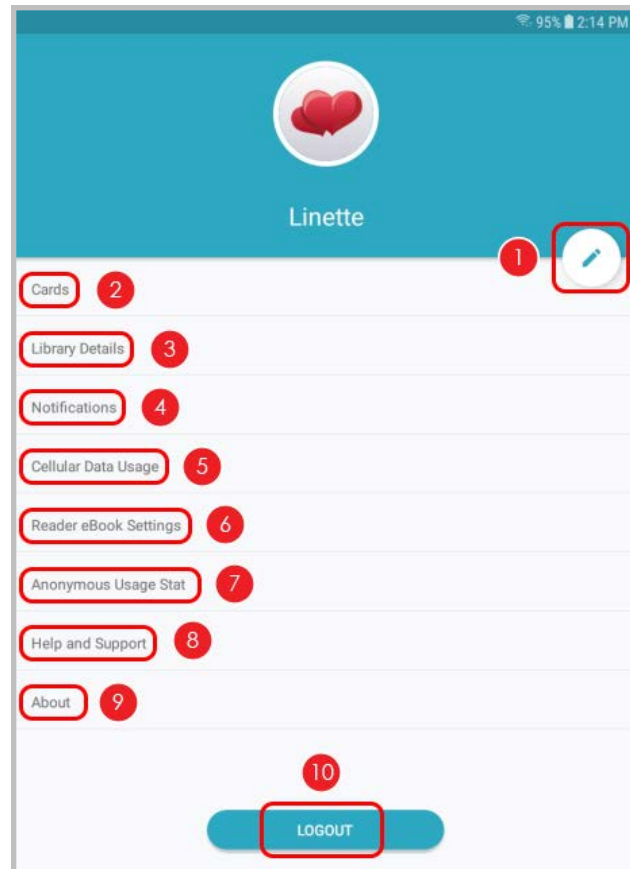 95% 2:14 PM
Linette
1
Cards 2
Library Details 3
Notifications 4
Cellular Data Usage 5
Reader eBook Settings 6
Anonymous Usage Stat 7
Help and Support 8
About 9
10
LOGOUT